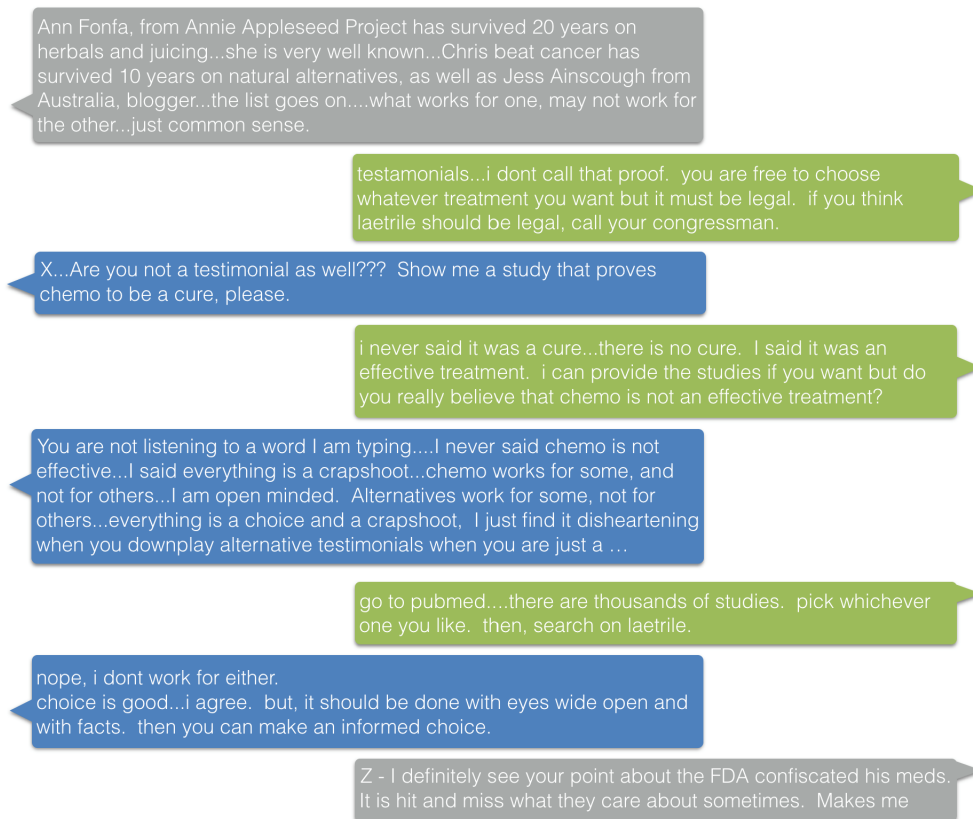 Ann Fonfa, from Annie Appleseed Project has survived 20 years on
herbals and juicing...she is very well known...Chris beat cancer has
survived 10 years on natural alternatives, as well as Jess Ainscough from
Australia, blogger...the list goes on....what works for one, may not work for
the other...just common sense.
testamonials...i dont call that proof.  you are free to choose
whatever treatment you want but it must be legal.  if you think
laetrile should be legal, call your congressman.
X...Are you not a testimonial as well???  Show me a study that proves
chemo to be a cure, please.
i never said it was a cure...there is no cure.  I said it was an
effective treatment.  i can provide the studies if you want but do
you really believe that chemo is not an effective treatment?
You are not listening to a word I am typing....I never said chemo is not
effective...I said everything is a crapshoot...chemo works for some, and
not for others...I am open minded.  Alternatives work for some, not for
others...everything is a choice and a crapshoot,  I just find it disheartening
when you downplay alternative testimonials when you are just a …
go to pubmed....there are thousands of studies.  pick whichever
one you like.  then, search on laetrile.
nope, i dont work for either.
choice is good...i agree.  but, it should be done with eyes wide open and
with facts.  then you can make an informed choice.
Z - I definitely see your point about the FDA confiscated his meds.
It is hit and miss what they care about sometimes.  Makes me